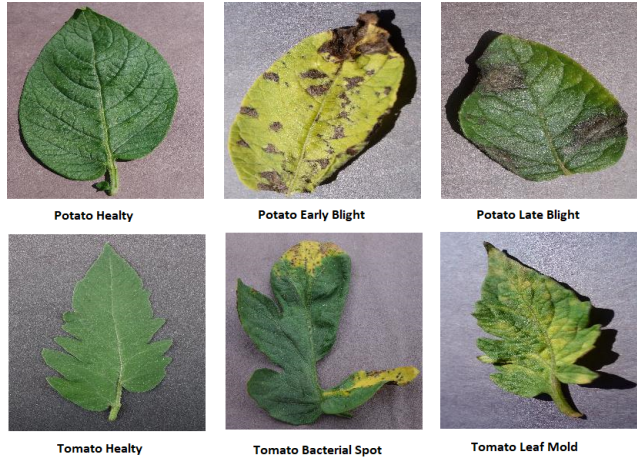 Potato Healty
Potato Early Blight
Potato Late Blight
Tomato Healty
Tomato Bacterial Spot
Tomato Leaf Mold